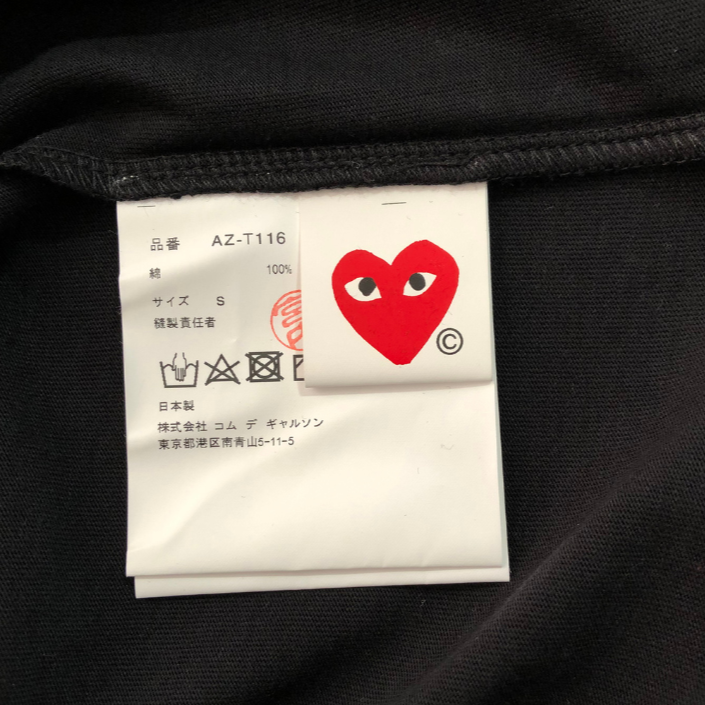 品番 AZ-T116
綿 100%
サイズ S
縫製責任者
日本製
株式会社 コム デ ギャルソン
東京都港区南青山5-11-5
©